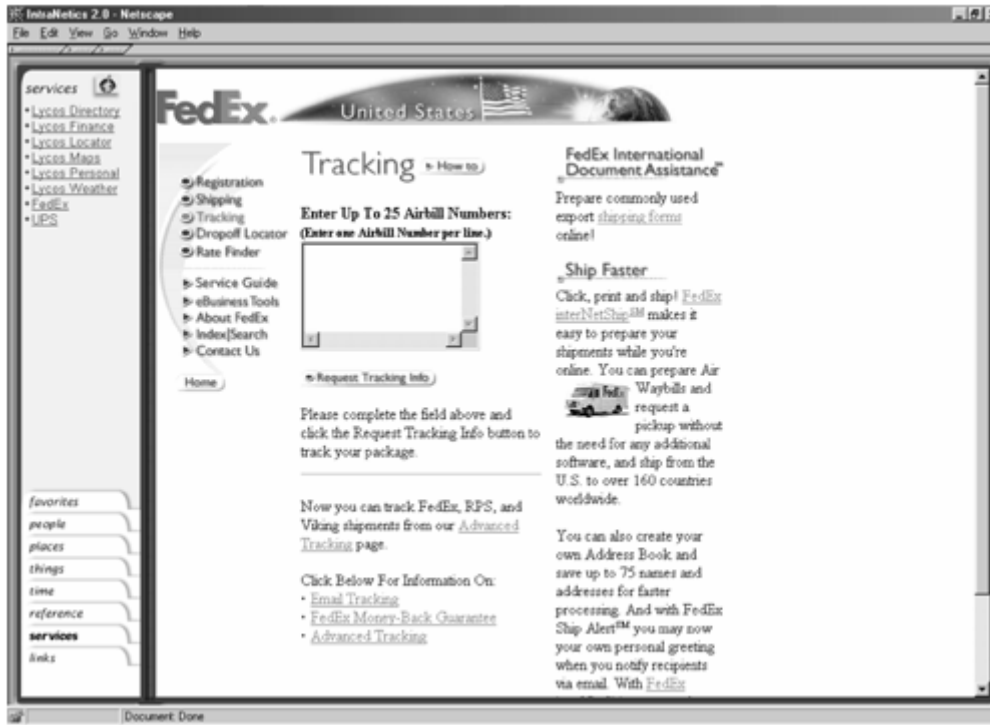 IntraNetics 2.0 - Netscape
File Edit View Go Window Help
services
• Lycos Directory
• Lycos Finance
• Lycos Locator
• Lycos Maps
• Lycos Personal
• Lycos Weather
• FedEx
• UPS
favorites
people
places
things
time
reference
services
links
FedEx.
United States
Registration
Shipping
Tracking
Dropoff Locator
Rate Finder
Service Guide
eBusiness Tools
About FedEx
Index|Search
Contact Us
Home
Tracking How to
Enter Up To 25 Airbill Numbers:
(Enter one Airbill Number per line.)
Request Tracking Info
Please complete the field above and
click the Request Tracking Info button to
track your package.
Now you can track FedEx, RPS, and
Viking shipments from our Advanced
Tracking page.
Click Below For Information On:
• Email Tracking
• FedEx Money-Back Guarantee
• Advanced Tracking
FedEx International
Document Assistance℠
Prepare commonly used
export shipping forms
online!
Ship Faster
Click, print and ship! FedEx
interNetShip℠ makes it
easy to prepare your
shipments while you're
online. You can prepare Air
Waybills and
request a
pickup without
the need for any additional
software, and ship from the
U.S. to over 160 countries
worldwide.
You can also create your
own Address Book and
save up to 75 names and
addresses for faster
processing. And with FedEx
Ship Alert℠ you may now
your own personal greeting
when you notify recipients
via email. With FedEx
Document: Done